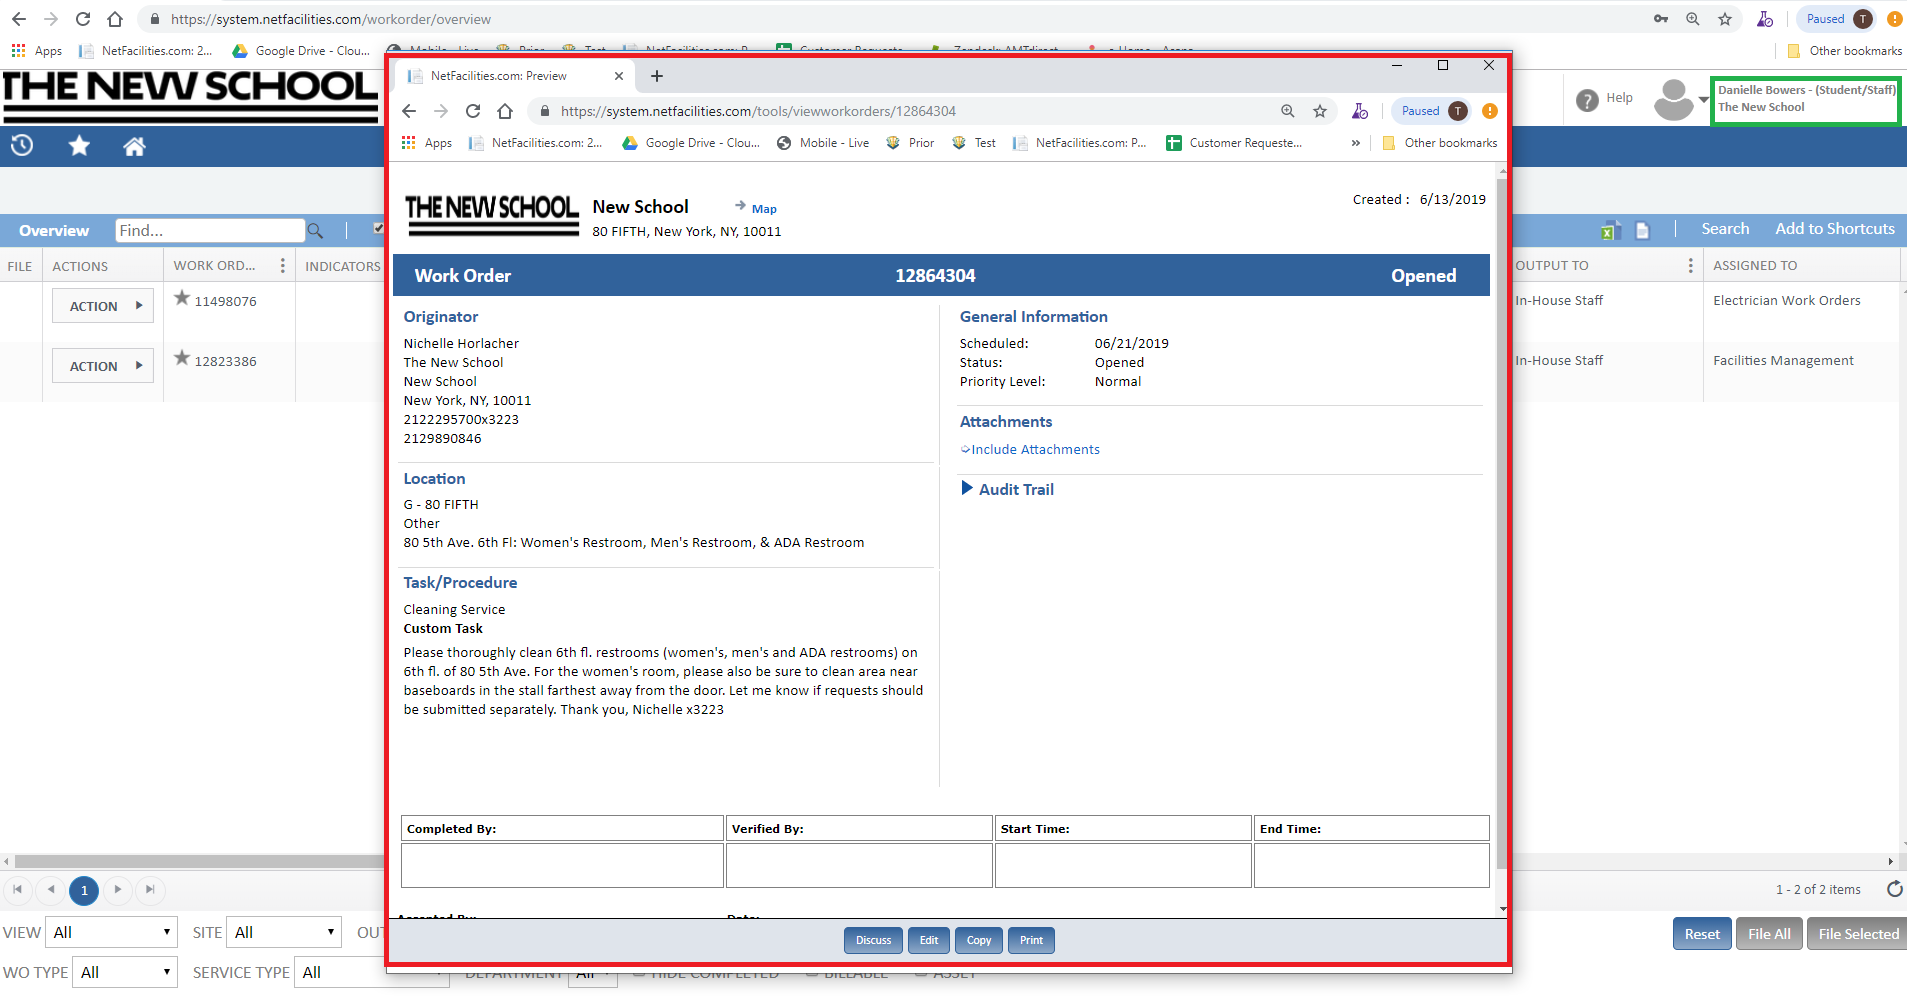 https://system.netfacilities.com/workorder/overview
Paused T
Apps NetFacilities.com: 2... Google Drive - Clou...
Other bookmarks
THE NEW SCHOOL
Help
Danielle Bowers - (Student/Staff)
The New School
Overview Find... Search Add to Shortcuts
FILE ACTIONS WORK ORD... INDICATORS OUTPUT TO ASSIGNED TO
ACTION 11498076 In-House Staff Electrician Work Orders
ACTION 12823386 In-House Staff Facilities Management
NetFacilities.com: Preview
https://system.netfacilities.com/tools/viewworkorders/12864304
Paused T
Apps NetFacilities.com: 2... Google Drive - Clou... Mobile - Live Prior Test NetFacilities.com: P... Customer Requeste... » Other bookmarks
THE NEW SCHOOL
New School Map
80 FIFTH, New York, NY, 10011
Created : 6/13/2019
Work Order 12864304 Opened
Originator
Nichelle Horlacher
The New School
New School
New York, NY, 10011
2122295700x3223
2129890846
Location
G - 80 FIFTH
Other
80 5th Ave. 6th Fl: Women's Restroom, Men's Restroom, & ADA Restroom
Task/Procedure
Cleaning Service
Custom Task
Please thoroughly clean 6th fl. restrooms (women's, men's and ADA restrooms) on
6th fl. of 80 5th Ave. For the women's room, please also be sure to clean area near
baseboards in the stall farthest away from the door. Let me know if requests should
be submitted separately. Thank you, Nichelle x3223
General Information
Scheduled: 06/21/2019
Status: Opened
Priority Level: Normal
Attachments
Include Attachments
Audit Trail
Completed By: Verified By: Start Time: End Time:
Discuss Edit Copy Print
1
1 - 2 of 2 items
VIEW All SITE All OUT
Reset File All File Selected
WO TYPE All SERVICE TYPE All DEPARTMENT All HIDE COMPLETED BILLABLE ASSET